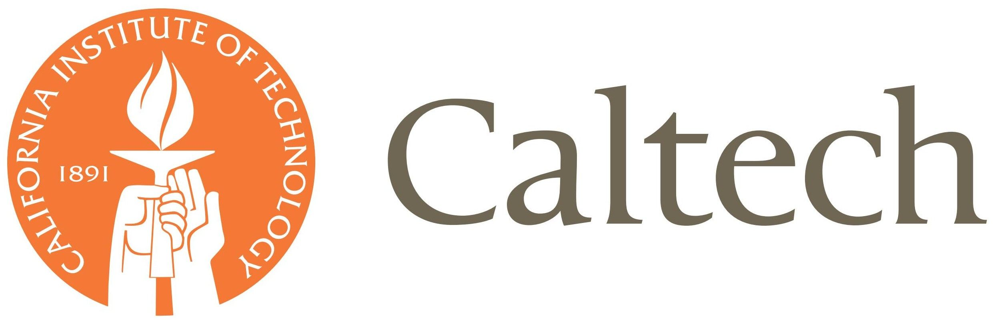 CALIFORNIA INSTITUTE OF TECHNOLOGY
1891
Caltech